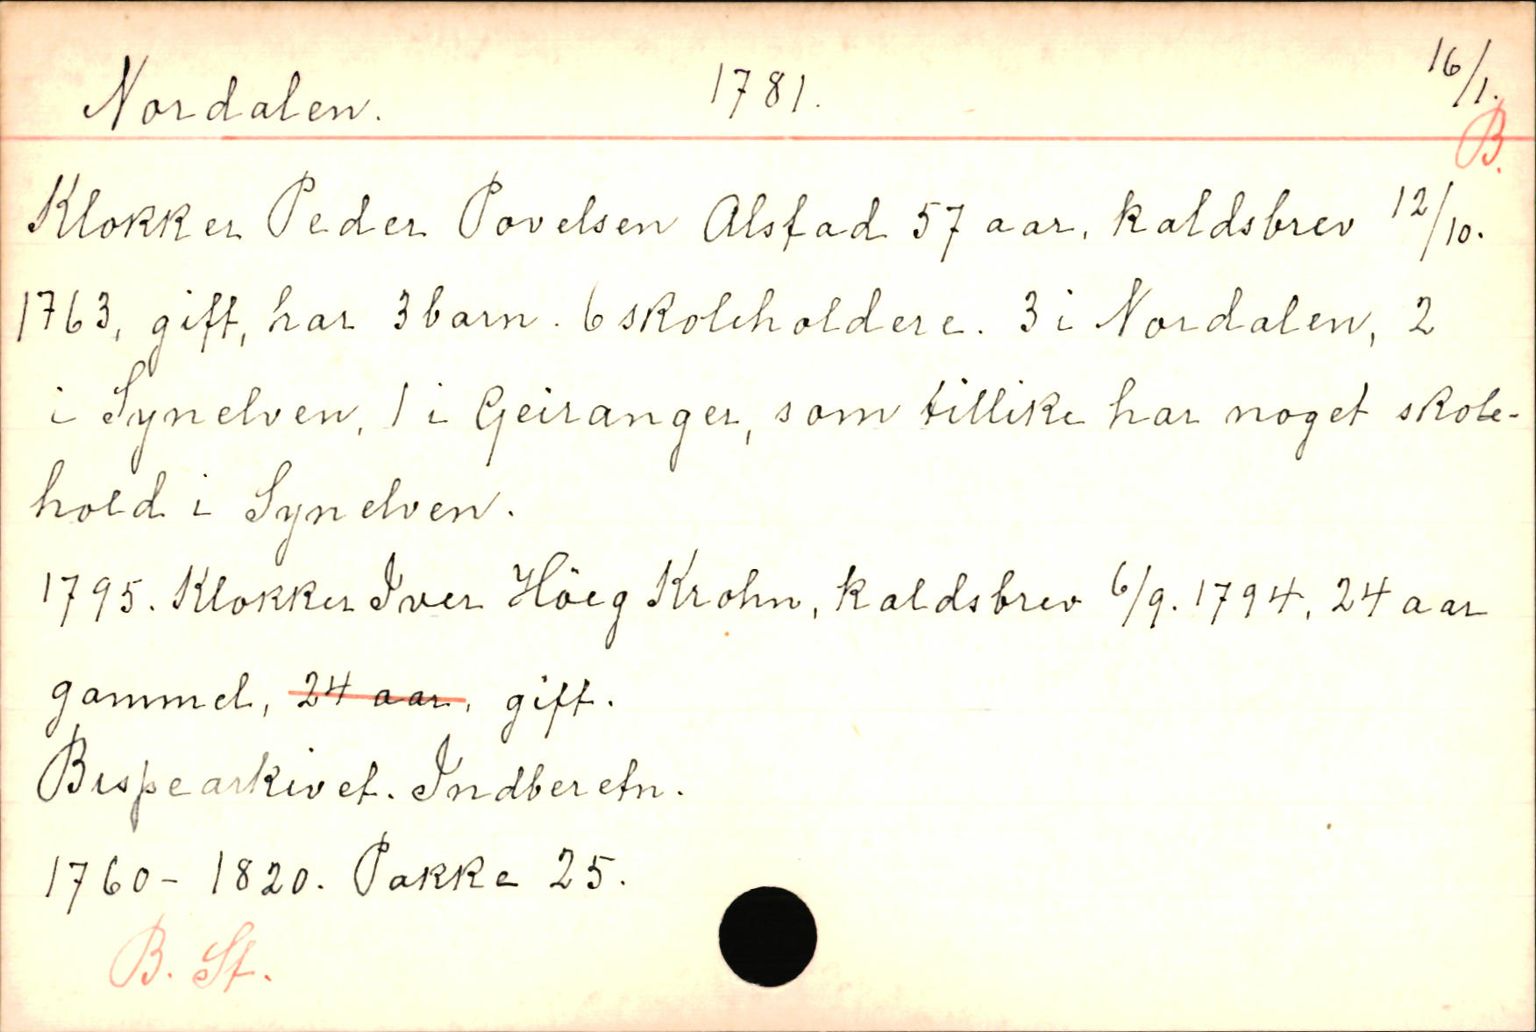 Nordalen. 1781. 16/1.
B.
Klokker Peder Povelsen Alstad 57 aar, kaldsbrev 12/10.
1763, gift, har 3 barn. 6 skoleholdere. 3 i Nordalen, 2
i Synelven, 1 i Geiranger, som tillike har noget skole-
hold i Synelven.
1795. Klokker Iver Höeg Krohn, kaldsbrev 6/9. 1794, 24 aar
gammel, 24 aar, gift.
Bispearkivet. Indberetn.
1760 - 1820. Pakke 25.
B. St.